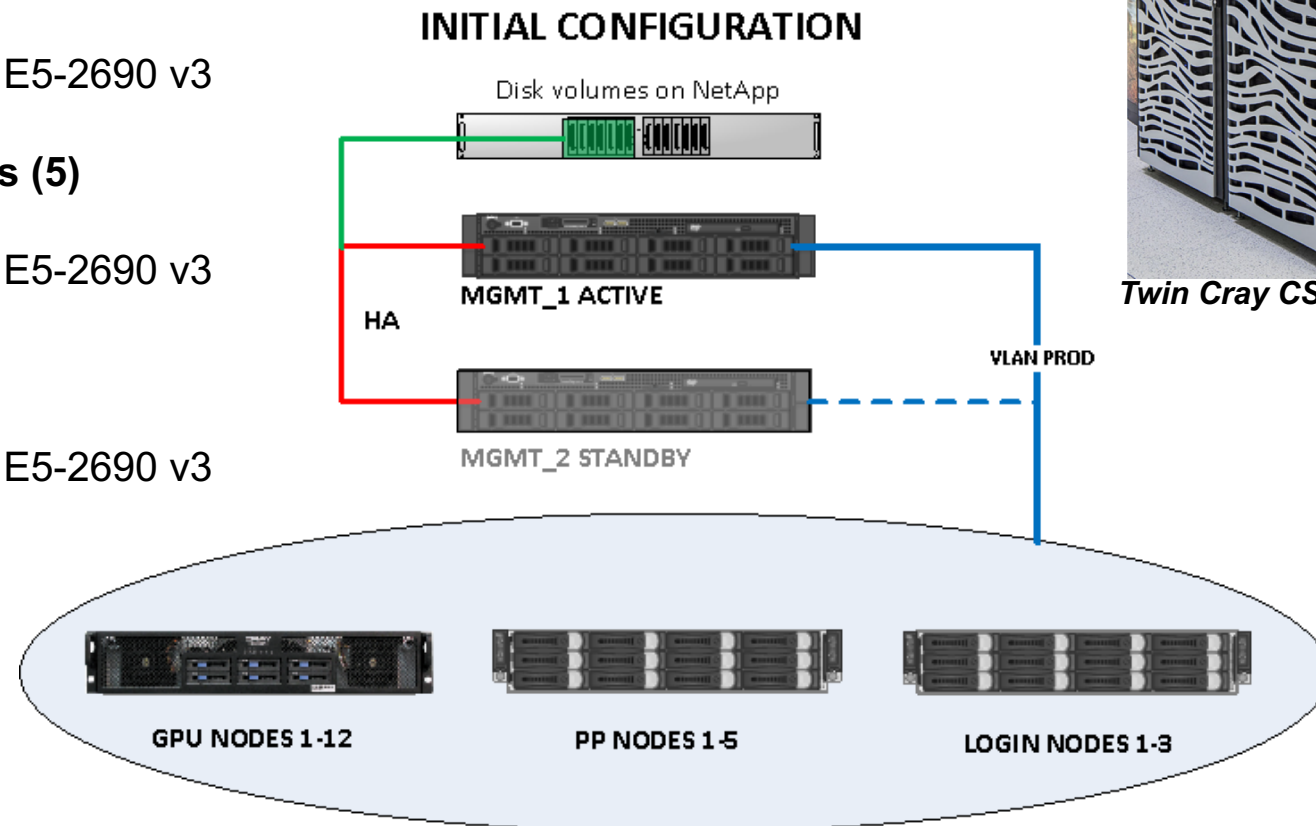 INITIAL CONFIGURATION
E5-2690 v3
Disk volumes on NetApp
s (5)
E5-2690 v3
MGMT_1 ACTIVE
Twin Cray CS
HA
VLAN PROD
E5-2690 v3
MGMT_2 STANDBY
GPU NODES 1-12
PP NODES 1-5
LOGIN NODES 1-3